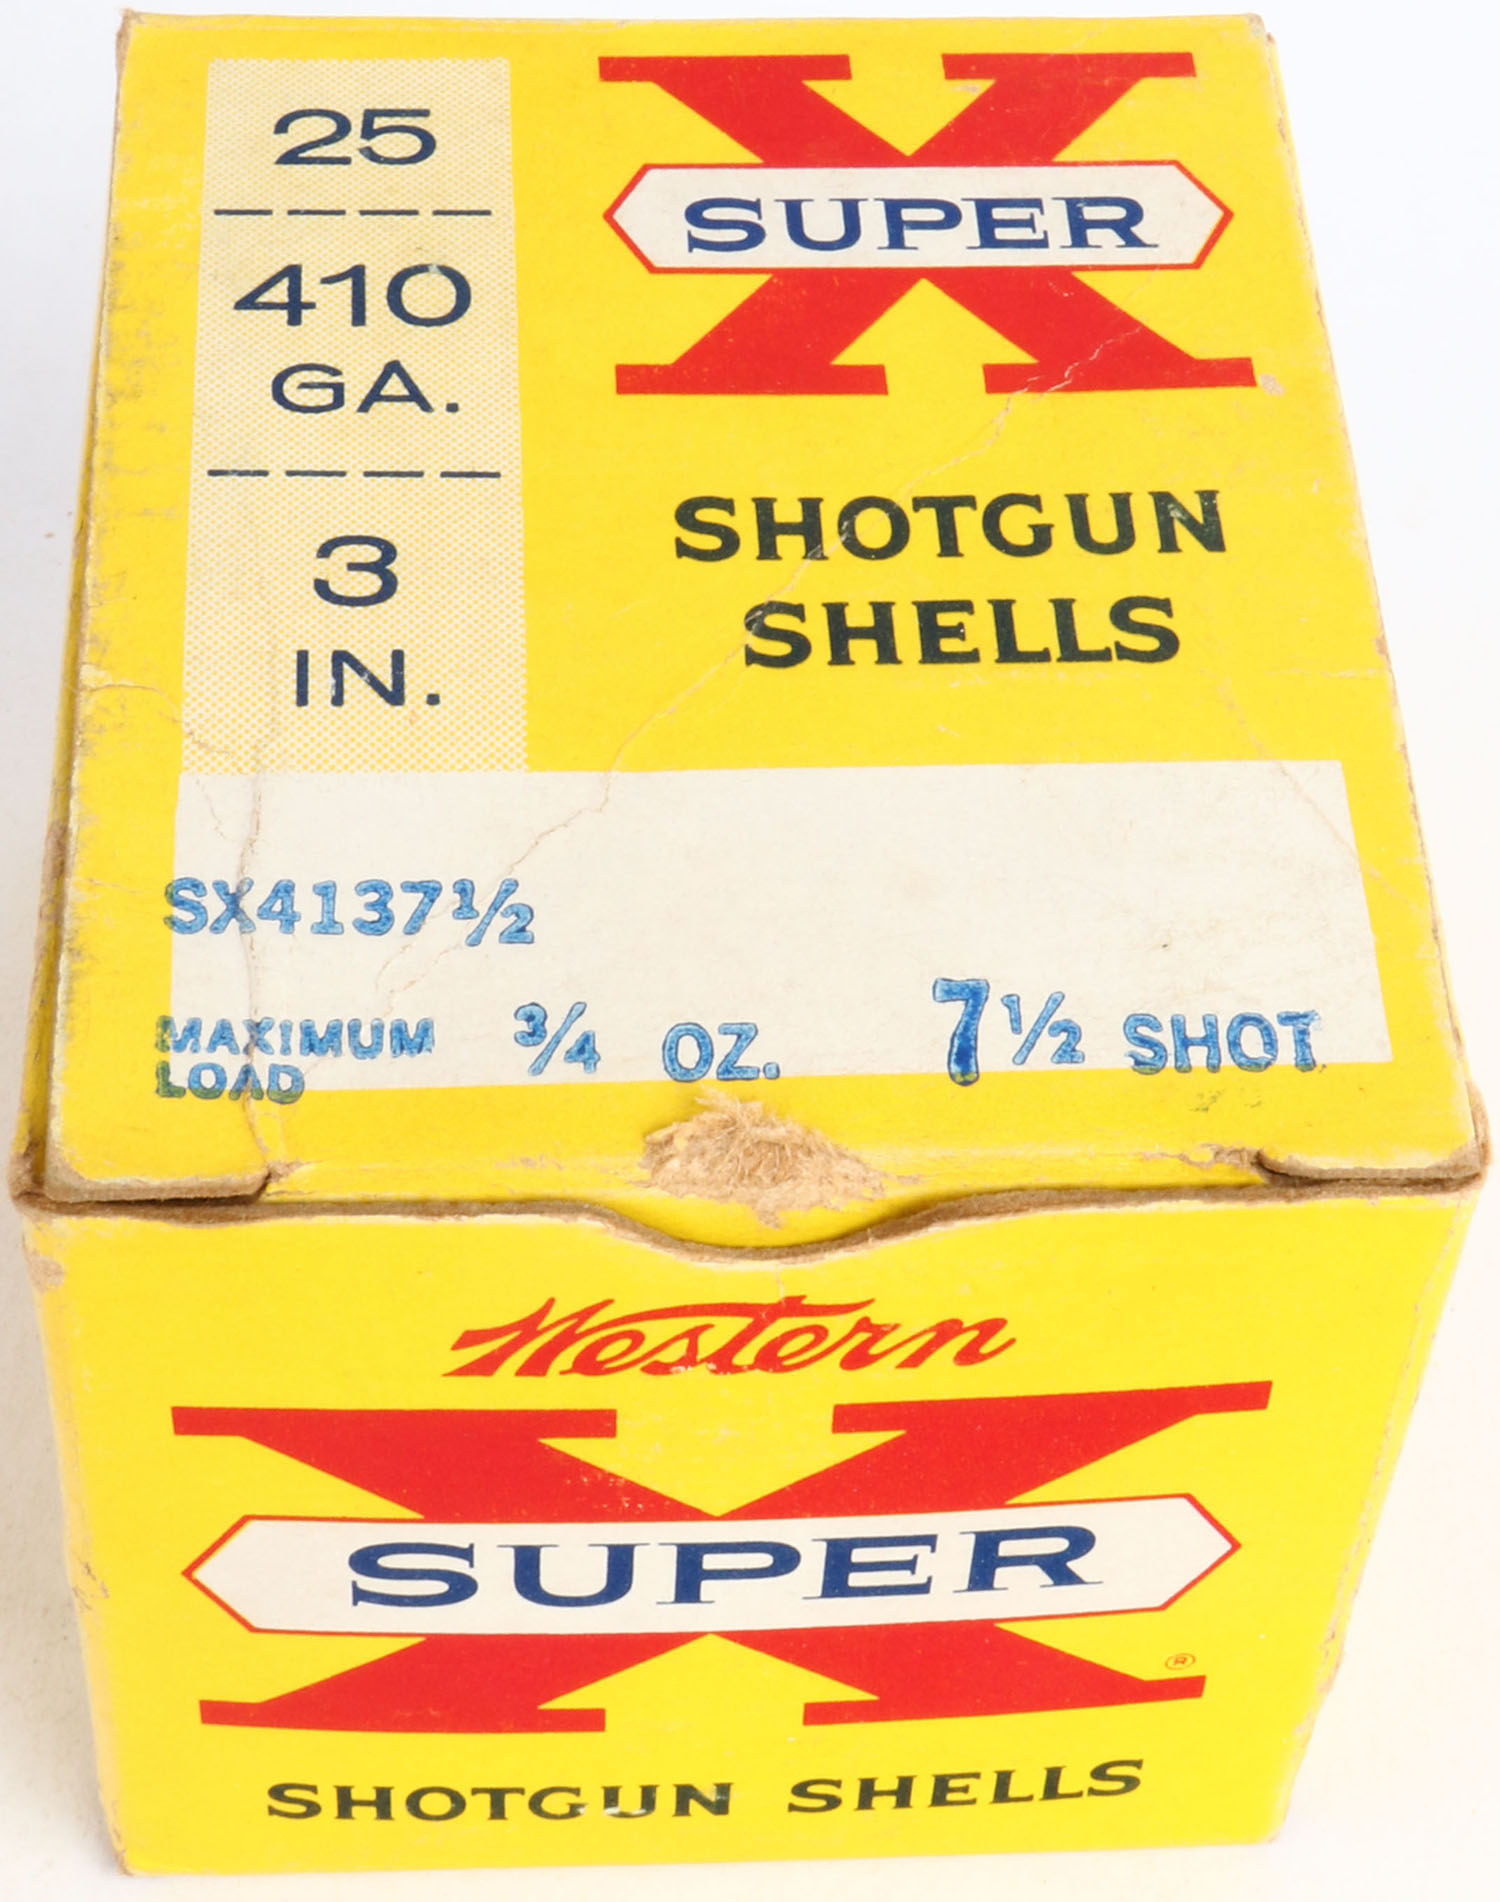 25
410
GA.
3
IN.
X
SUPER
SHOTGUN
SHELLS
SX4137½
MAXIMUM LOAD ¾ OZ. 7½ SHOT
Western
X
SUPER
®
SHOTGUN SHELLS